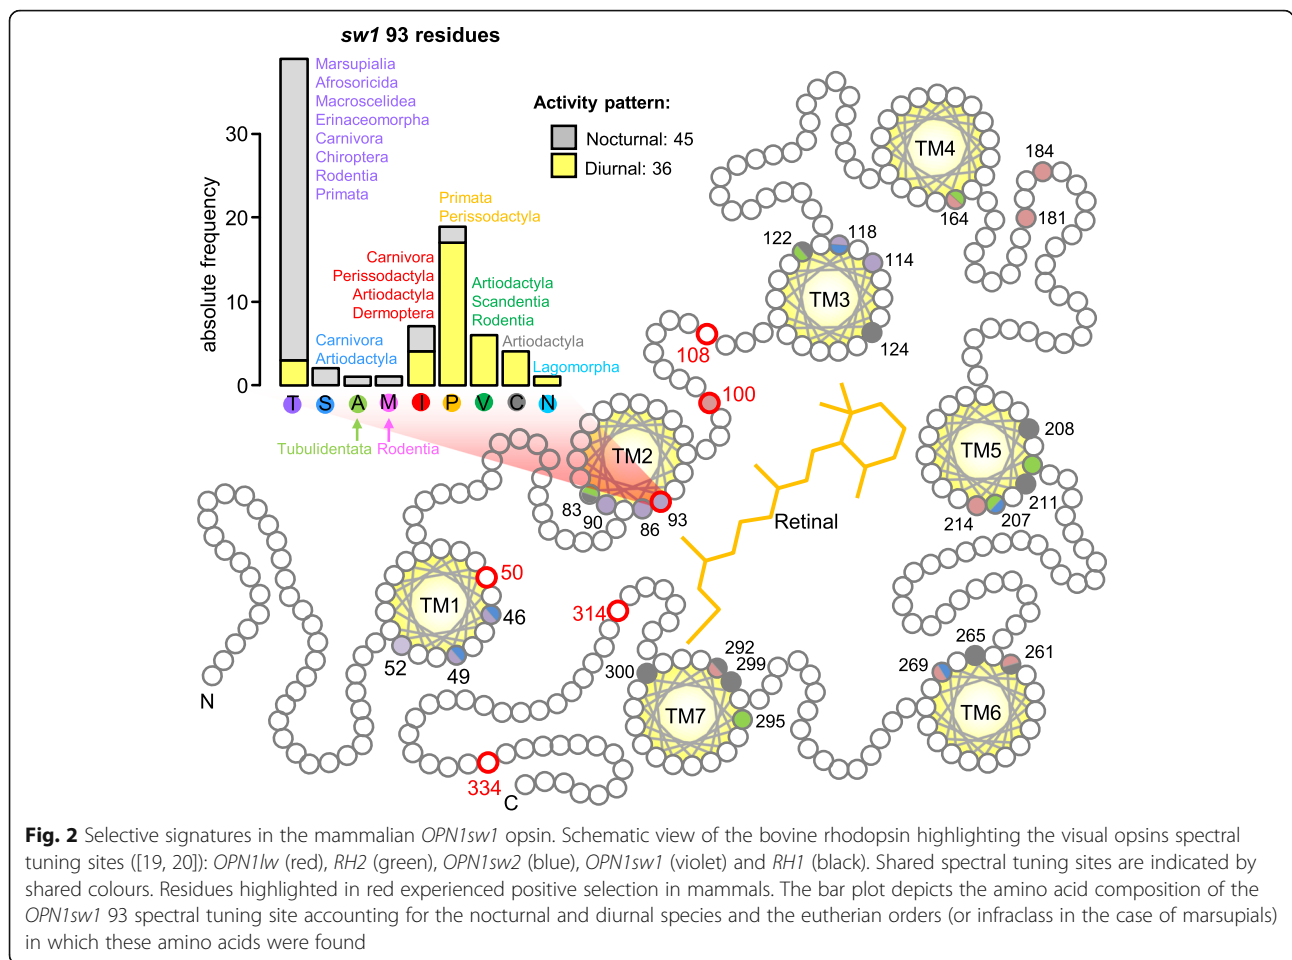 sw1 93 residues
Marsupialia
Afrosoricida
Macroscelidea
Erinaceomorpha
Carnivora
Chiroptera
Rodentia
Primata
Activity pattern:
Nocturnal: 45
Diurnal: 36
absolute frequency
30
20
10
0
Carnivora
Artiodactyla
Carnivora
Perissodactyla
Artiodactyla
Dermoptera
Primata
Perissodactyla
Artiodactyla
Scandentia
Rodentia
Artiodactyla
Lagomorpha
T S A M I P V C N
Tubulidentata Rodentia
TM4
184
181
164
122
118
114
TM3
124
108
100
TM2
83
90
86
93
TM5
208
211
207
214
Retinal
TM1
50
46
49
52
N
314
300
292
299
295
TM7
265
261
269
TM6
334
C
Fig. 2 Selective signatures in the mammalian OPN1sw1 opsin. Schematic view of the bovine rhodopsin highlighting the visual opsins spectral
tuning sites ([19, 20]): OPN1lw (red), RH2 (green), OPN1sw2 (blue), OPN1sw1 (violet) and RH1 (black). Shared spectral tuning sites are indicated by
shared colours. Residues highlighted in red experienced positive selection in mammals. The bar plot depicts the amino acid composition of the
OPN1sw1 93 spectral tuning site accounting for the nocturnal and diurnal species and the eutherian orders (or infraclass in the case of marsupials)
in which these amino acids were found